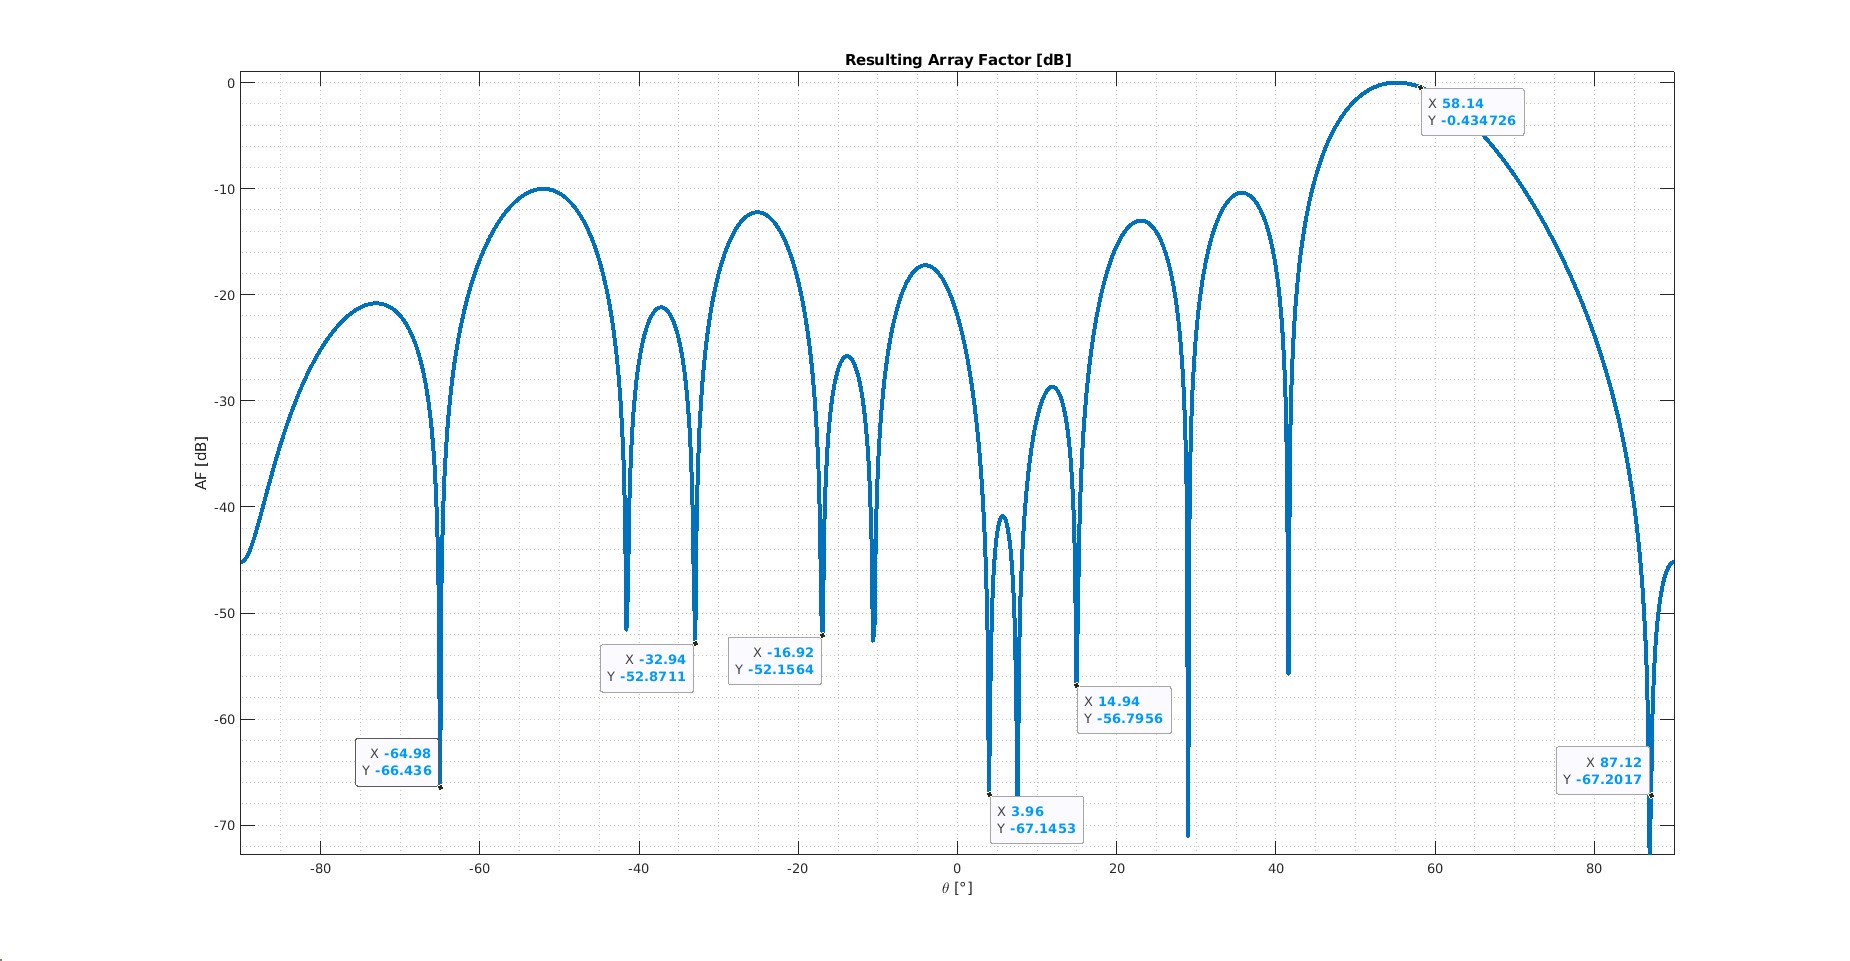 Resulting Array Factor [dB]
0
-10
-20
-30
-40
-50
-60
-70
AF [dB]
X 58.14
Y -0.434726
X -32.94
Y -52.8711
X -16.92
Y -52.1564
X 14.94
Y -56.7956
X -64.98
Y -66.436
X 87.12
Y -67.2017
X 3.96
Y -67.1453
-80 -60 -40 -20 0 20 40 60 80
θ [°]